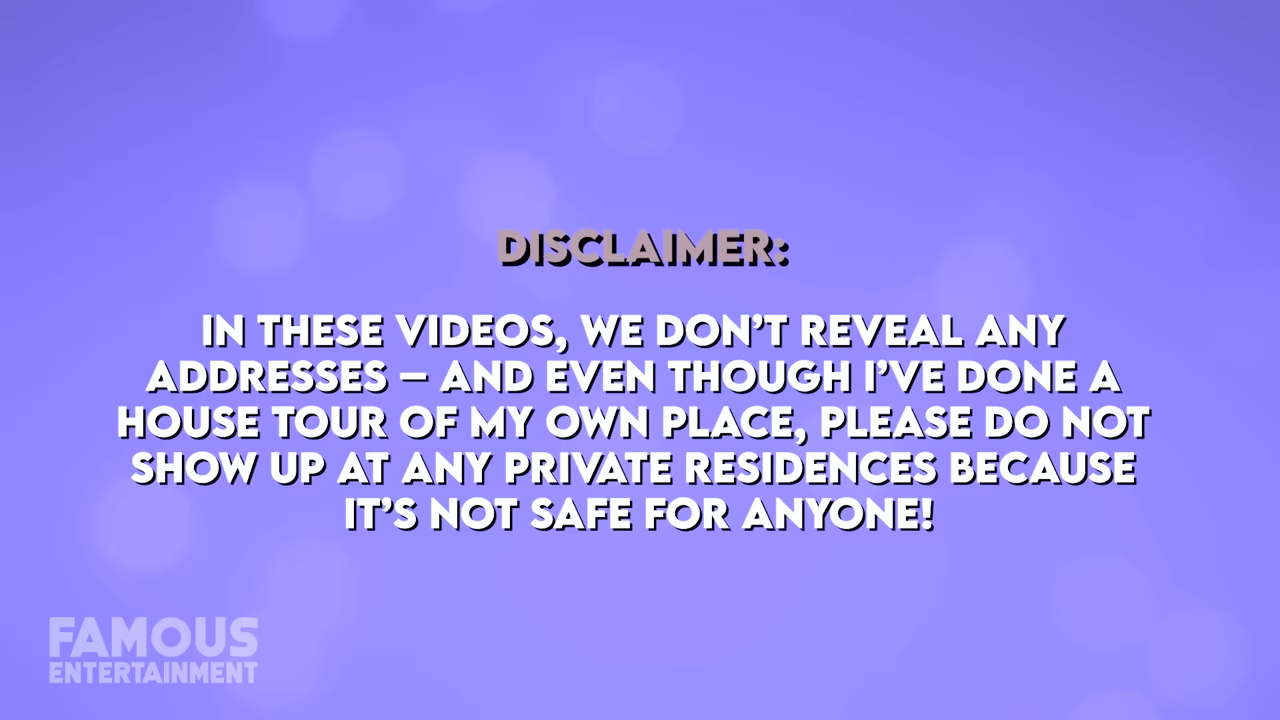 DISCLAIMER:
IN THESE VIDEOS, WE DON’T REVEAL ANY
ADDRESSES – AND EVEN THOUGH I’VE DONE A
HOUSE TOUR OF MY OWN PLACE, PLEASE DO NOT
SHOW UP AT ANY PRIVATE RESIDENCES BECAUSE
IT’S NOT SAFE FOR ANYONE!
FAMOUS
ENTERTAINMENT